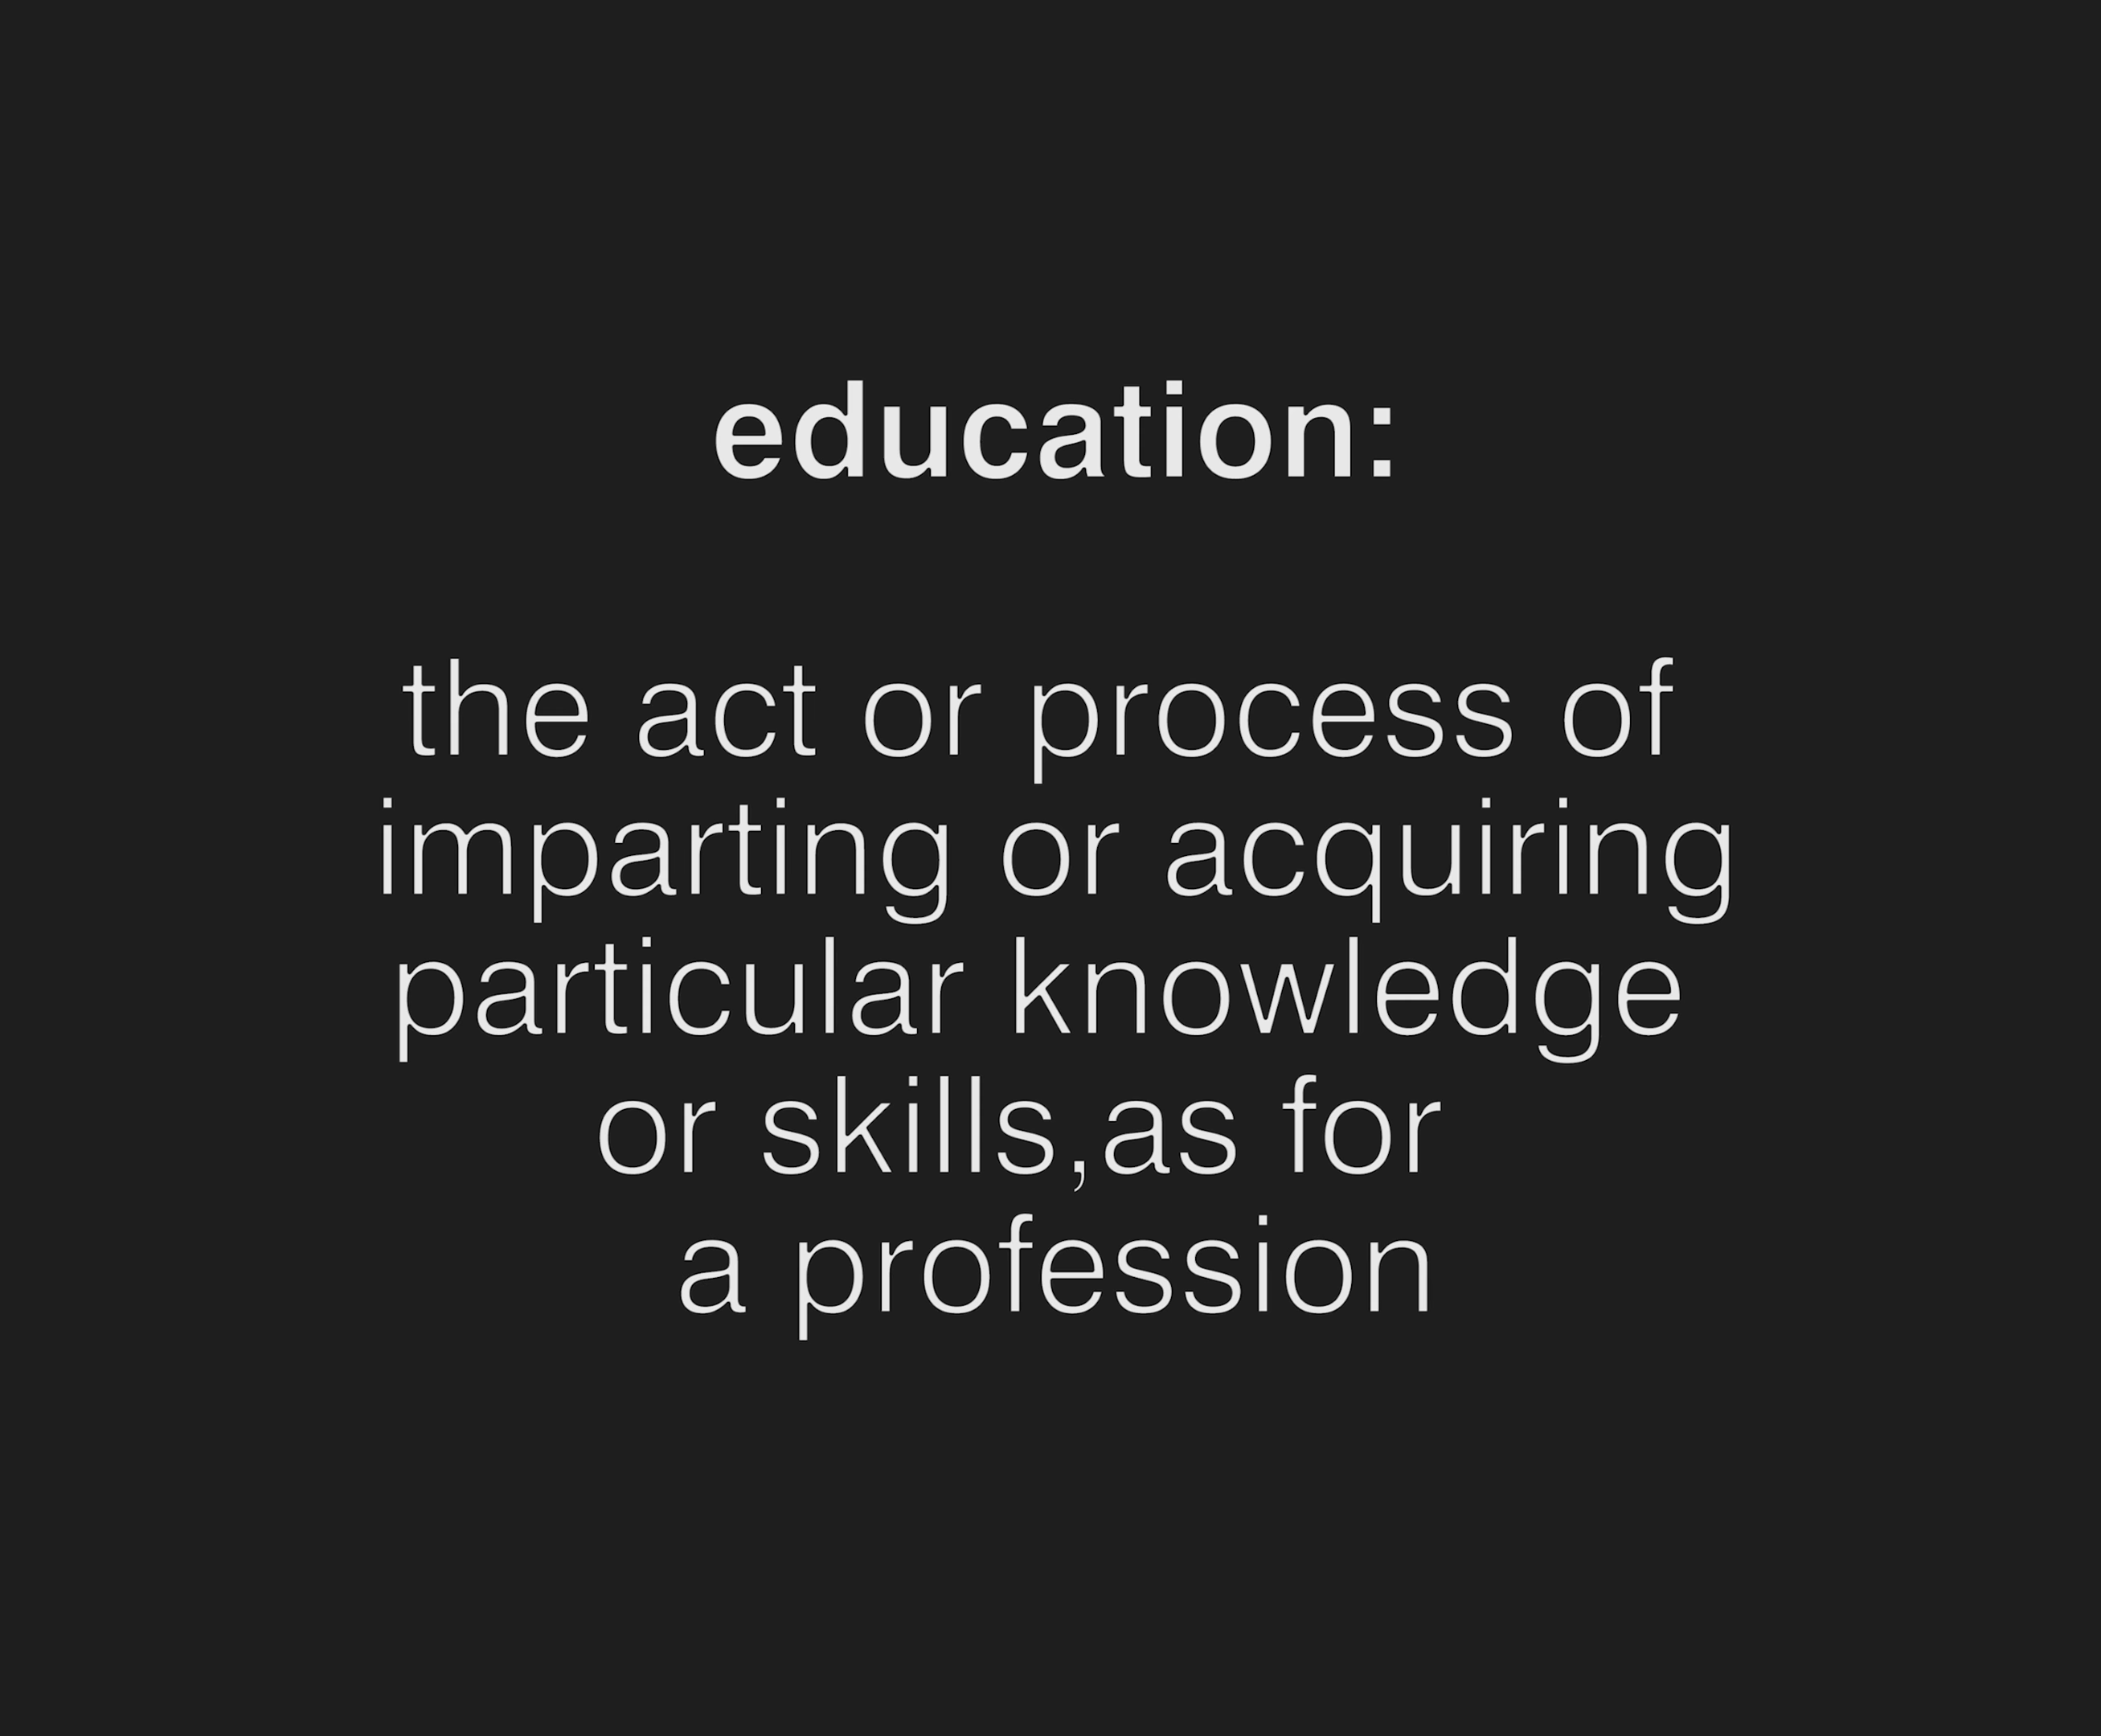 education:
the act or process of
imparting or acquiring
particular knowledge
or skills,as for
a profession